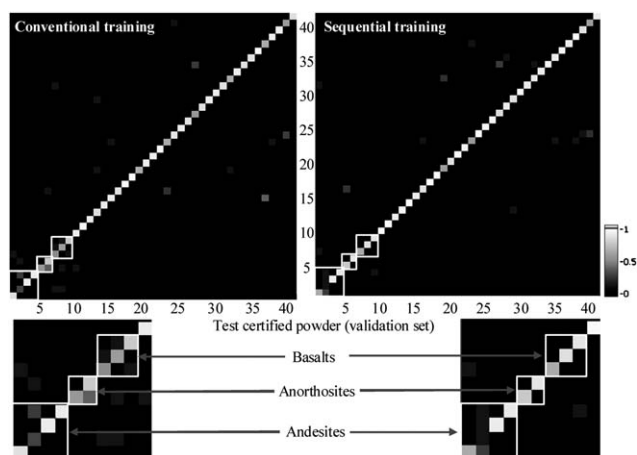 Conventional training
Sequential training
40
35
30
25
20
15
10
5
1
0.5
0
5 10 15 20 25 30 35 40
5 10 15 20 25 30 35 40
Test certified powder (validation set)
Basalts
Anorthosites
Andesites